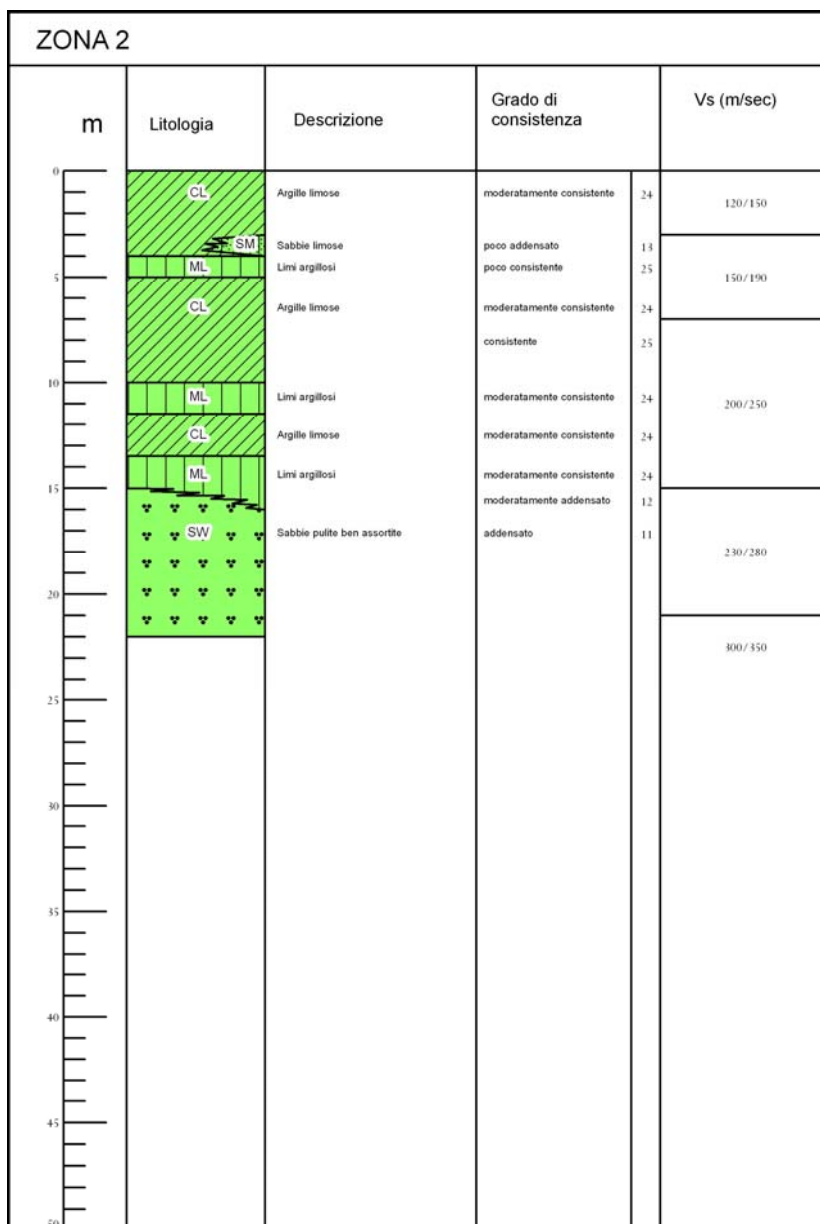 ZONA 2
m
Litologia
Descrizione
Grado di
consistenza
Vs (m/sec)
0
CL
Argille limose
moderatamente consistente
24
120/150
SM
Sabbie limose
poco addensato
13
ML
Limi argillosi
poco consistente
25
5
150/190
CL
Argille limose
moderatamente consistente
24
consistente
25
10
ML
Limi argillosi
moderatamente consistente
24
200/250
CL
Argille limose
moderatamente consistente
24
ML
Limi argillosi
moderatamente consistente
24
15
moderatamente addensato
12
SW
Sabbie pulite ben assortite
addensato
11
230/280
20
300/350
25
30
35
40
45
50